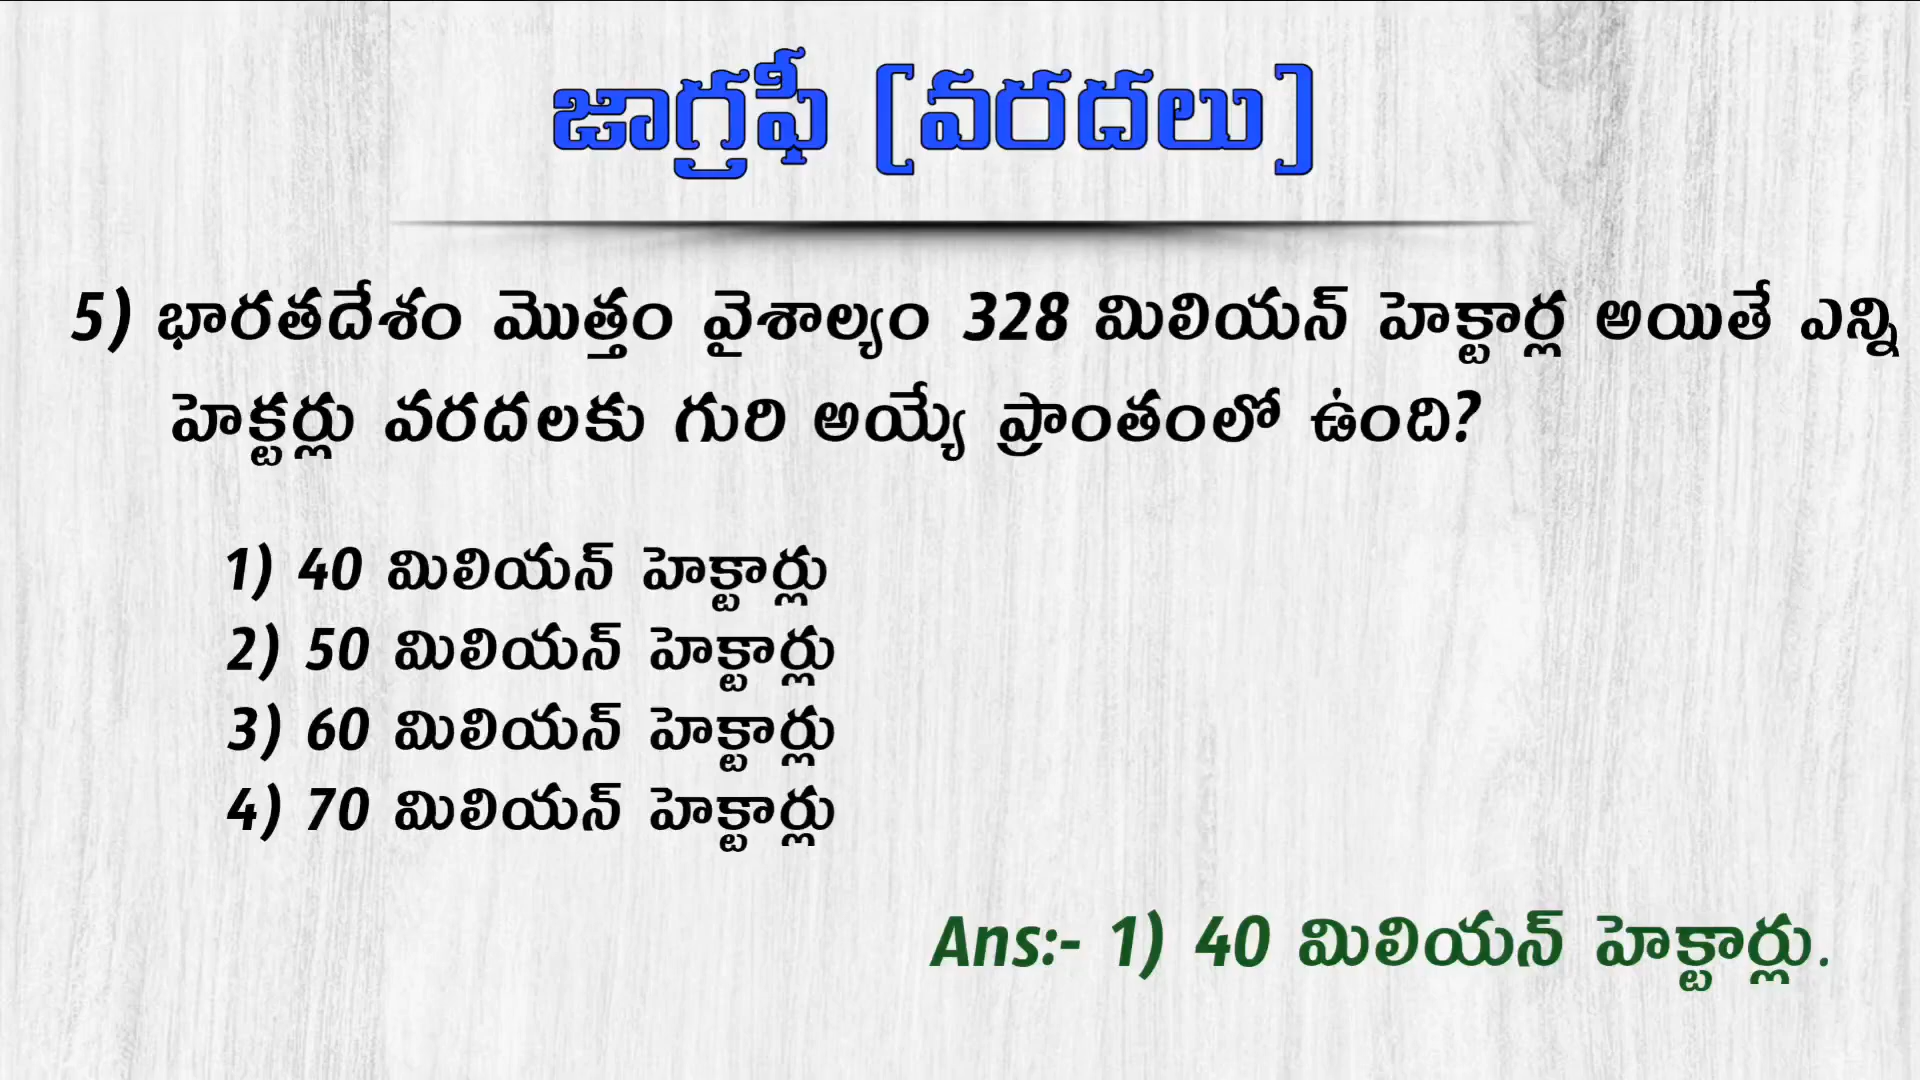 జాగ్రఫీ [వరదలు]
5) భారతదేశం మొత్తం వైశాల్యం 328 మిలియన్ హెక్టార్ల అయితే ఎన్ని
హెక్టర్లు వరదలకు గురి అయ్యే ప్రాంతంలో ఉంది?
1) 40 మిలియన్ హెక్టార్లు
2) 50 మిలియన్ హెక్టార్లు
3) 60 మిలియన్ హెక్టార్లు
4) 70 మిలియన్ హెక్టార్లు
Ans:- 1) 40 మిలియన్ హెక్టార్లు.